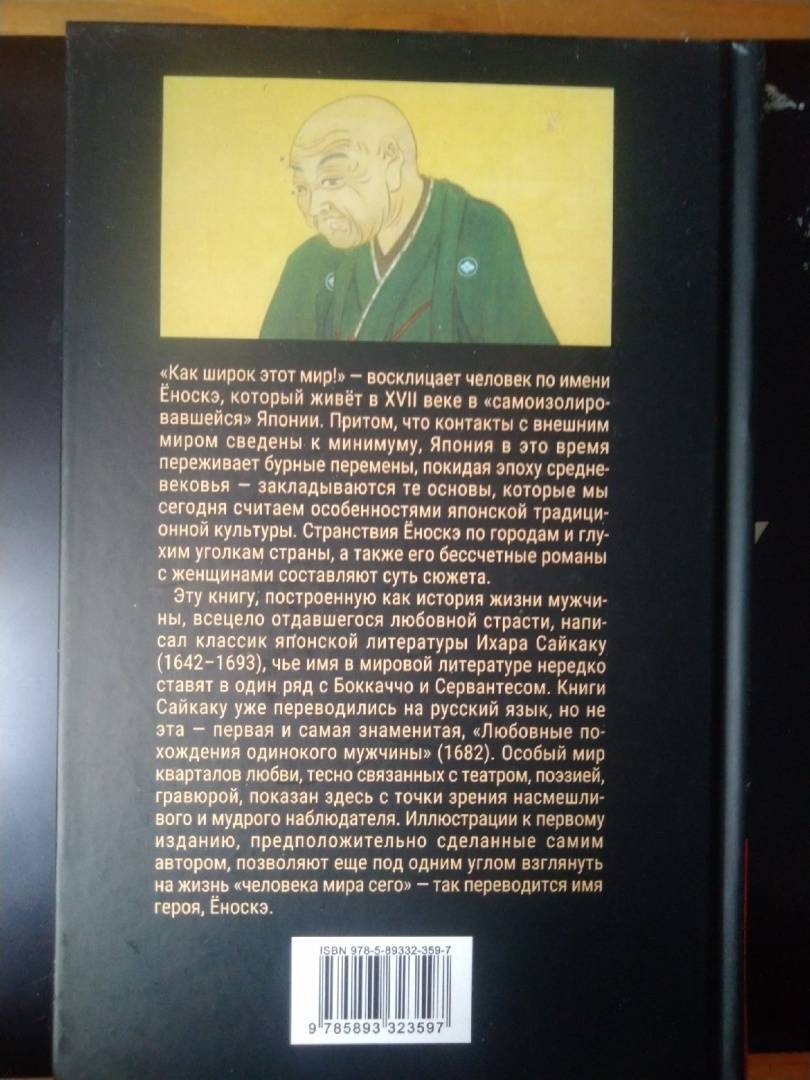 «Как широк этот мир!» — восклицает человек по имени
Ёноскэ, который живёт в XVII веке в «самоизолиро-
вавшейся» Японии. Притом, что контакты с внешним
миром сведены к минимуму, Япония в это время
переживает бурные перемены, покидая эпоху средне-
вековья — закладываются те основы, которые мы
сегодня считаем особенностями японской традици-
онной культуры. Странствия Ёноскэ по городам и глу-
хим уголкам страны, а также его бессчетные романы
с женщинами составляют суть сюжета.
Эту книгу, построенную как история жизни мужчи-
ны, всецело отдавшегося любовной страсти, напи-
сал классик японской литературы Ихара Сайкаку
(1642–1693), чье имя в мировой литературе нередко
ставят в один ряд с Боккаччо и Сервантесом. Книги
Сайкаку уже переводились на русский язык, но не
эта — первая и самая знаменитая, «Любовные по-
хождения одинокого мужчины» (1682). Особый мир
кварталов любви, тесно связанных с театром, поэзией,
гравюрой, показан здесь с точки зрения насмешли-
вого и мудрого наблюдателя. Иллюстрации к первому
изданию, предположительно сделанные самим
автором, позволяют еще под одним углом взглянуть
на жизнь «человека мира сего» — так переводится имя
героя, Ёноскэ.
ISBN 978-5-89332-359-7
9 785893 323597